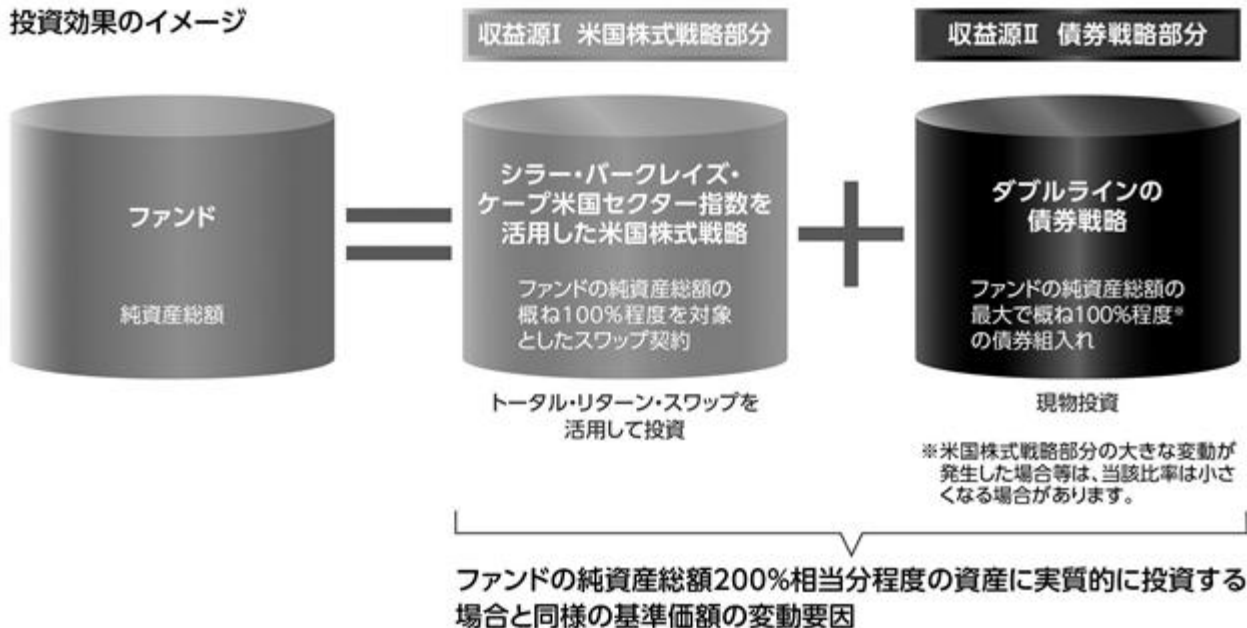 投資効果のイメージ
収益源Ⅰ 米国株式戦略部分
収益源Ⅱ 債券戦略部分
ファンド
純資産総額
シラー・バークレイズ・
ケープ米国セクター指数を
活用した米国株式戦略
ファンドの純資産総額の
概ね100%程度を対象
としたスワップ契約
トータル・リターン・スワップを
活用して投資
ダブルラインの
債券戦略
ファンドの純資産総額の
最大で概ね100%程度※
の債券組入れ
現物投資
※米国株式戦略部分の大きな変動が
発生した場合等は、当該比率は小さ
くなる場合があります。
ファンドの純資産総額200%相当分程度の資産に実質的に投資する
場合と同様の基準価額の変動要因